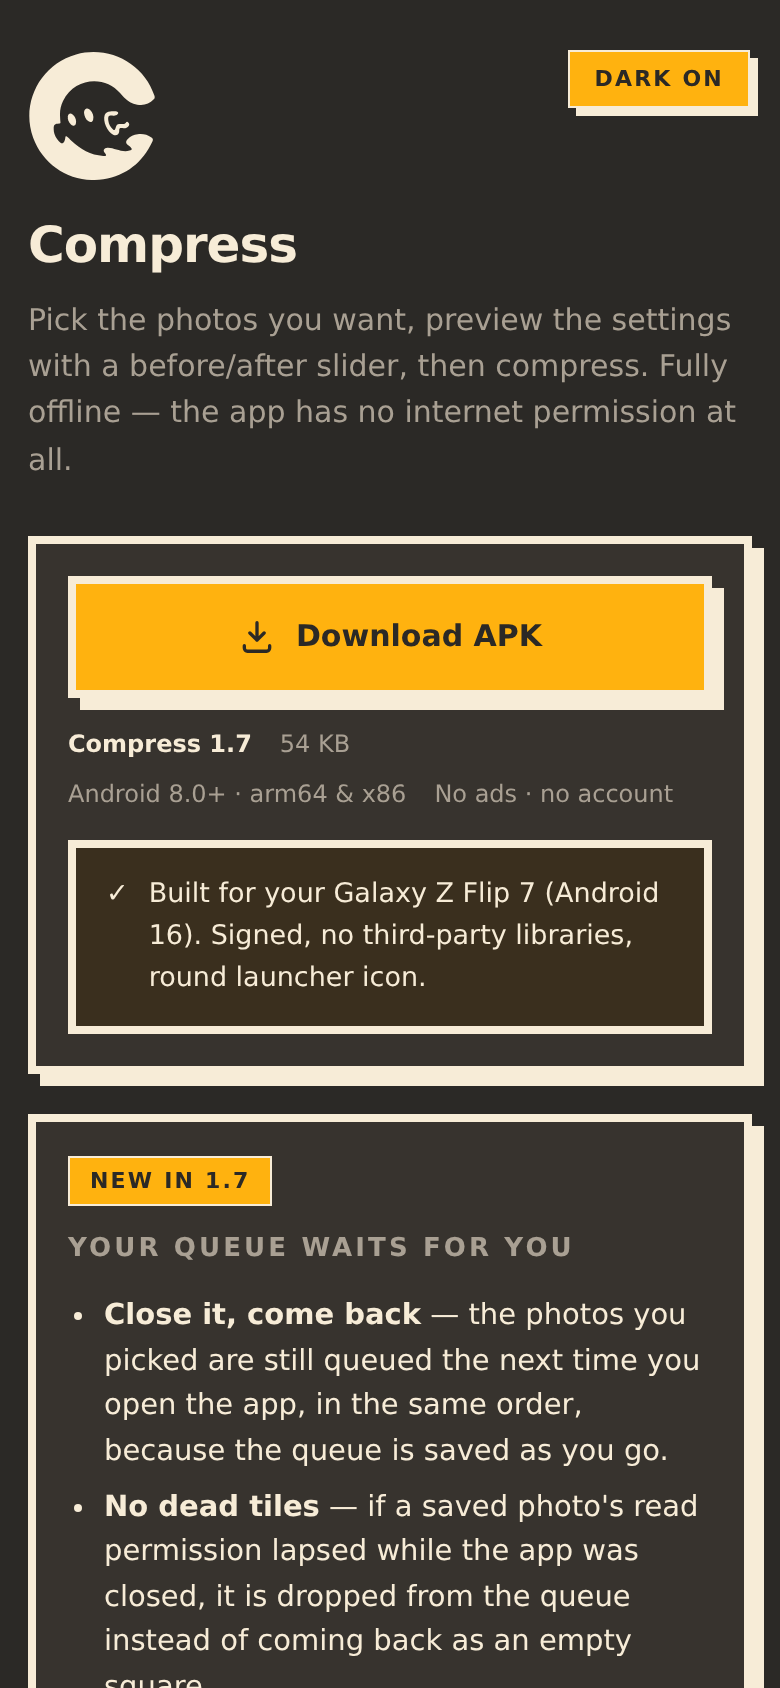 DARK ON
Compress
Pick the photos you want, preview the settings
with a before/after slider, then compress. Fully
offline — the app has no internet permission at
all.
Download APK
Compress 1.7 54 KB
Android 8.0+ · arm64 & x86 No ads · no account
✓ Built for your Galaxy Z Flip 7 (Android
16). Signed, no third-party libraries,
round launcher icon.
NEW IN 1.7
YOUR QUEUE WAITS FOR YOU
• Close it, come back — the photos you
picked are still queued the next time you
open the app, in the same order,
because the queue is saved as you go.
• No dead tiles — if a saved photo's read
permission lapsed while the app was
closed, it is dropped from the queue
instead of coming back as an empty
square.